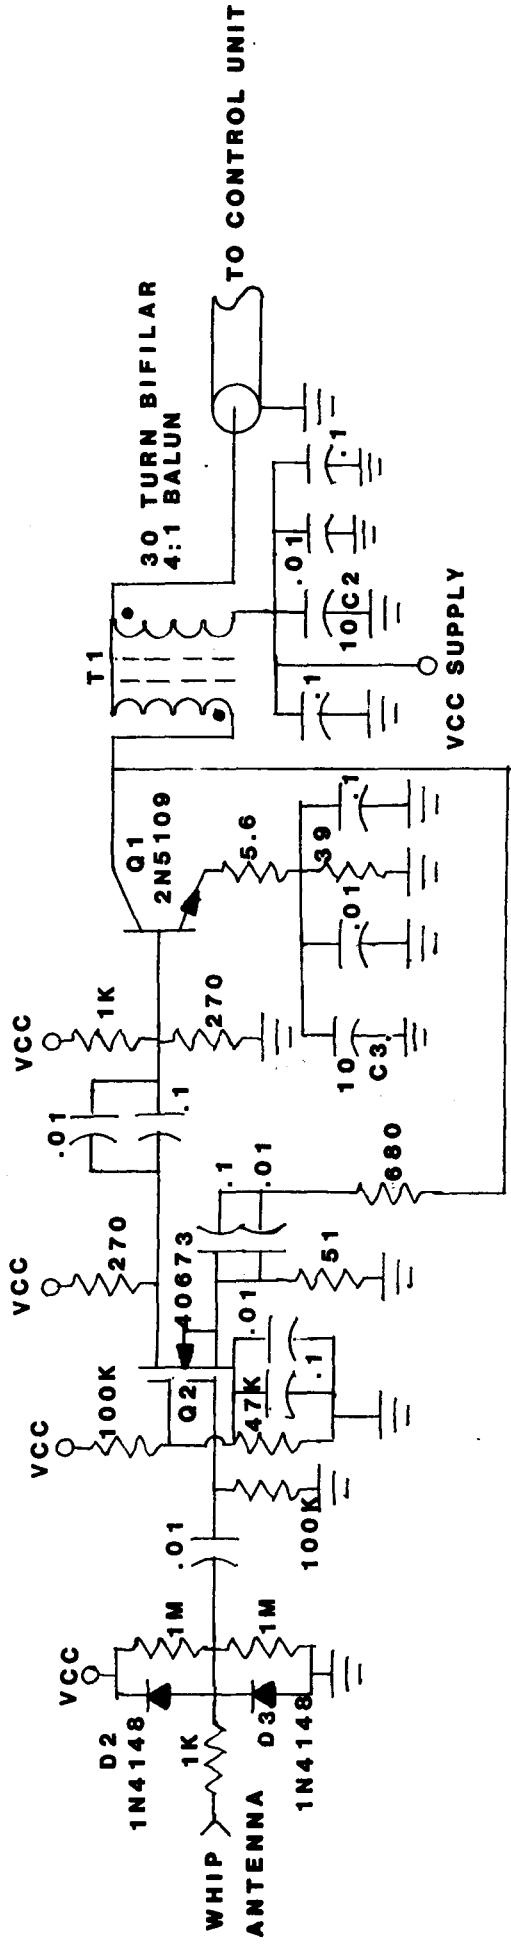 WHIP
ANTENNA
1K
D2
1N4148
D3
1N4148
VCC
1M
1M
.01
100K
VCC
100K
Q2
47K
.1
.01
40673
VCC
270
51
.1
.01
680
.01
.1
VCC
1K
270
10
C3
.01
39
.1
5.6
Q1
2N5109
T1
30 TURN BIFILAR
4:1 BALUN
.1
10
C2
.01
.1
VCC SUPPLY
TO CONTROL UNIT